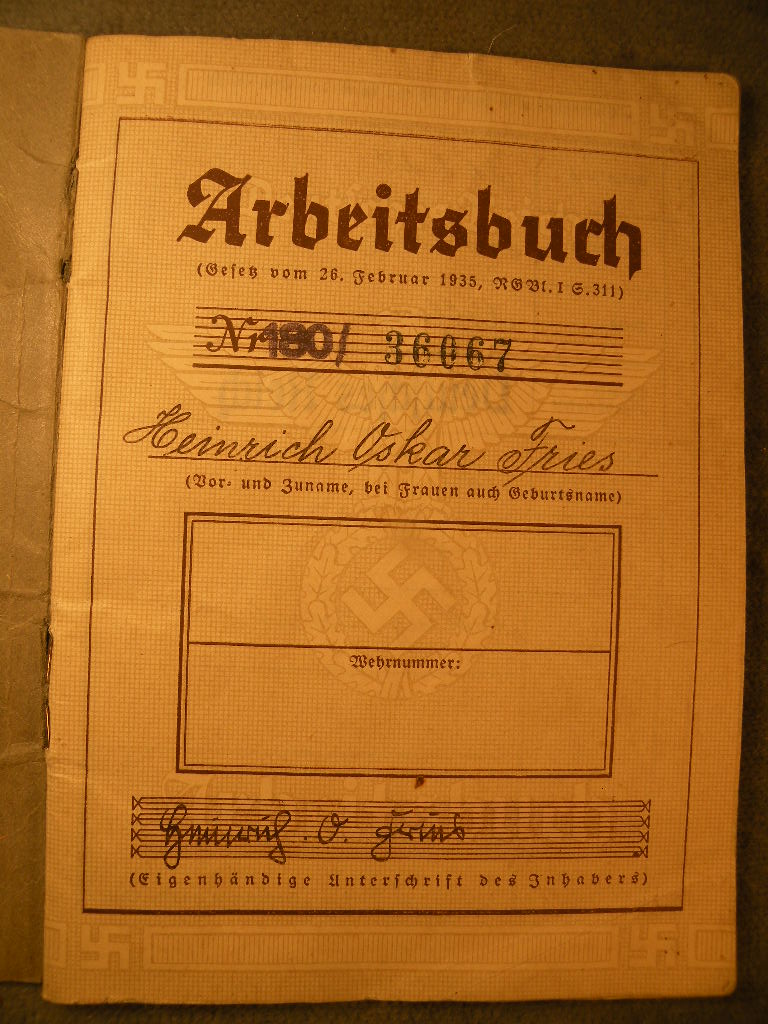 Arbeitsbuch
(Gesetz vom 26. Februar 1935, RGBl. I S. 311)
Nr. 180/ 36067
Heinrich Oskar Fries
(Vor- und Zuname, bei Frauen auch Geburtsname)
Wehrnummer:
Heinrich O. Fries
(Eigenhändige Unterschrift des Inhabers)